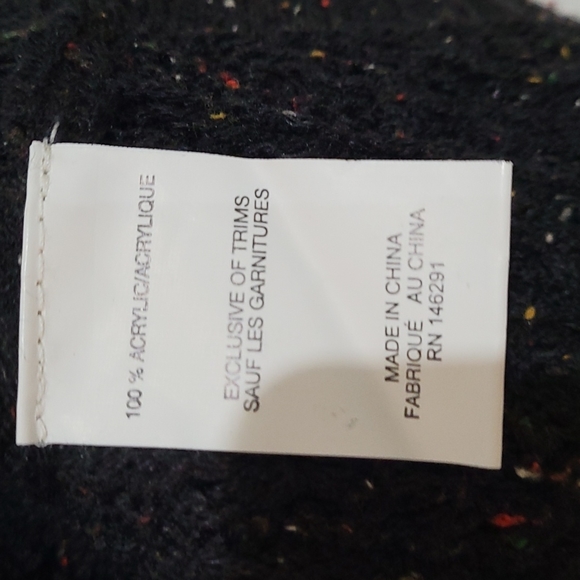 100 % ACRYLIC/ACRYLIQUE
EXCLUSIVE OF TRIMS
SAUF LES GARNITURES
MADE IN CHINA
FABRIQUÉ AU CHINA
RN 146291